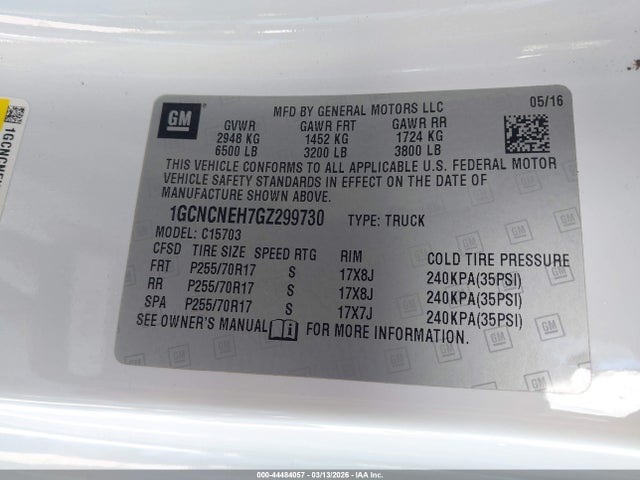 GM
MFD BY GENERAL MOTORS LLC 05/16
GVWR GAWR FRT GAWR RR
2948 KG 1452 KG 1724 KG
6500 LB 3200 LB 3800 LB
THIS VEHICLE CONFORMS TO ALL APPLICABLE U.S. FEDERAL MOTOR
VEHICLE SAFETY STANDARDS IN EFFECT ON THE DATE OF
MANUFACTURE SHOWN ABOVE.
1GCNCNEH7GZ299730 TYPE: TRUCK
MODEL: C15703
CFSD TIRE SIZE SPEED RTG RIM COLD TIRE PRESSURE
FRT P255/70R17 S 17X8J 240KPA(35PSI)
RR P255/70R17 S 17X8J 240KPA(35PSI)
SPA P255/70R17 S 17X7J 240KPA(35PSI)
SEE OWNER'S MANUAL FOR MORE INFORMATION.
000-44484057 - 03/13/2026 - IAA Inc.